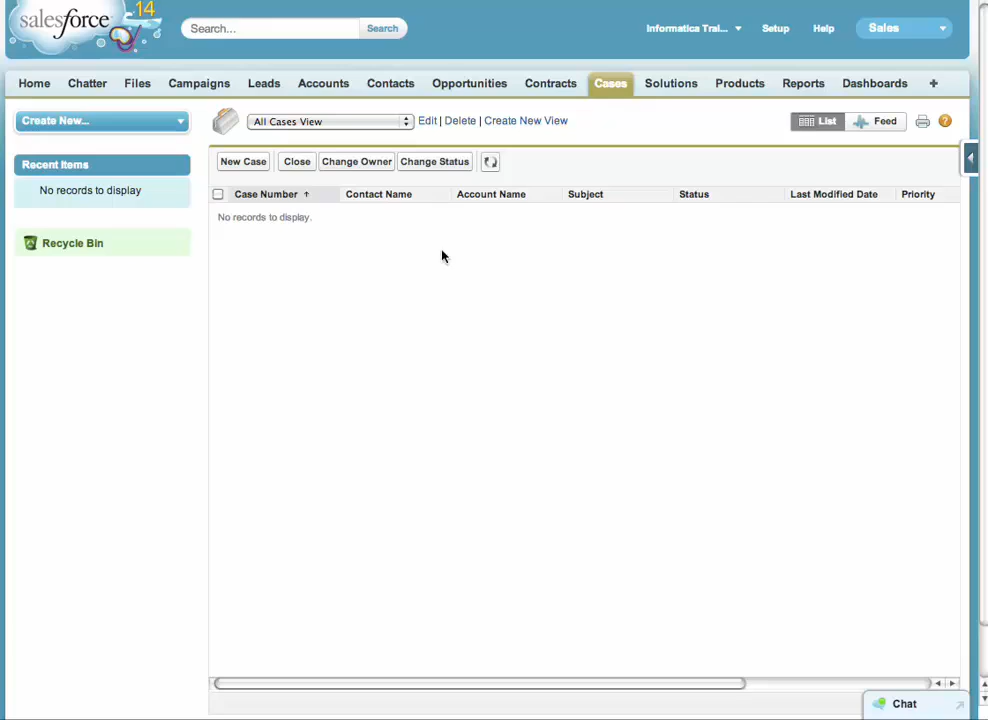 salesforce 14
Search... Search Informatica Trai... Setup Help Sales
Home Chatter Files Campaigns Leads Accounts Contacts Opportunities Contracts Cases Solutions Products Reports Dashboards +
Create New...
All Cases View Edit | Delete | Create New View List Feed ?
Recent Items
No records to display
Recycle Bin
New Case Close Change Owner Change Status
Case Number ↑ Contact Name Account Name Subject Status Last Modified Date Priority
No records to display.
Chat